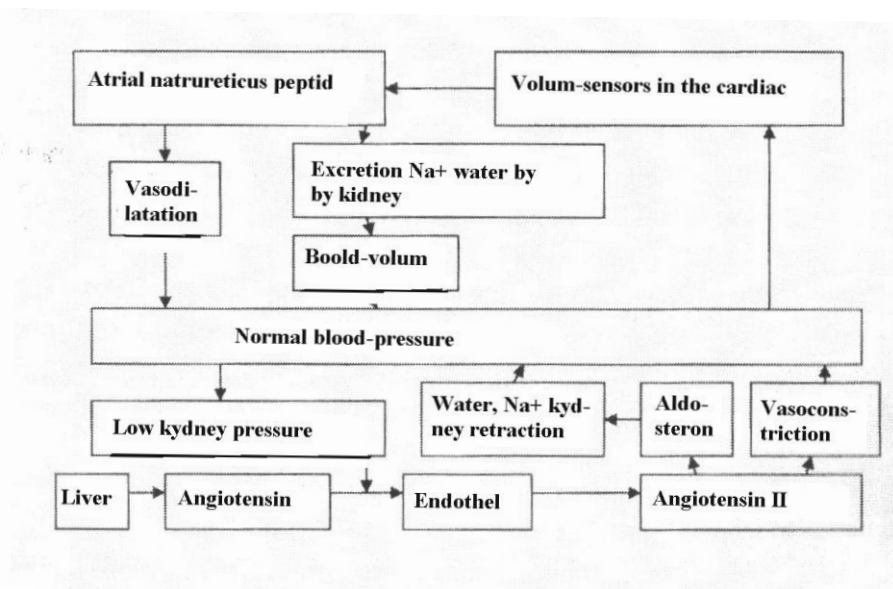 Atrial natrureticus peptid
Volum-sensors in the cardiac
Vasodi-
latation
Excretion Na+ water by
by kidney
Boold-volum
Normal blood-pressure
Low kydney pressure
Water, Na+ kyd-
ney retraction
Aldo-
steron
Vasocons-
triction
Liver
Angiotensin
Endothel
Angiotensin II